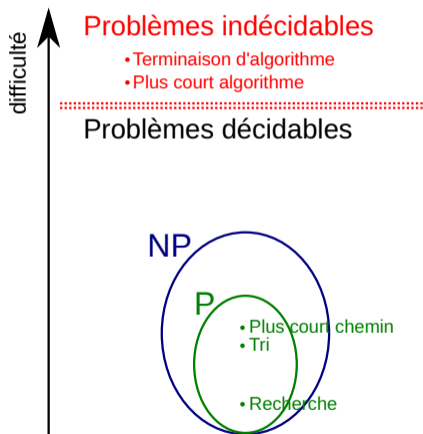 Problèmes indécidables
• Terminaison d'algorithme
• Plus court algorithme
difficulté
Problèmes décidables
NP
P
• Plus court chemin
• Tri
• Recherche